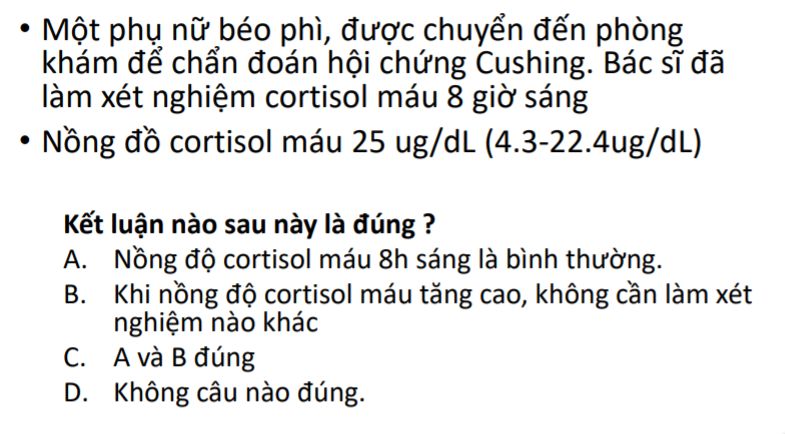 • Một phụ nữ béo phì, được chuyển đến phòng
khám để chẩn đoán hội chứng Cushing. Bác sĩ đã
làm xét nghiệm cortisol máu 8 giờ sáng
• Nồng đồ cortisol máu 25 ug/dL (4.3-22.4ug/dL)
Kết luận nào sau này là đúng ?
A. Nồng độ cortisol máu 8h sáng là bình thường.
B. Khi nồng độ cortisol máu tăng cao, không cần làm xét
nghiệm nào khác
C. A và B đúng
D. Không câu nào đúng.